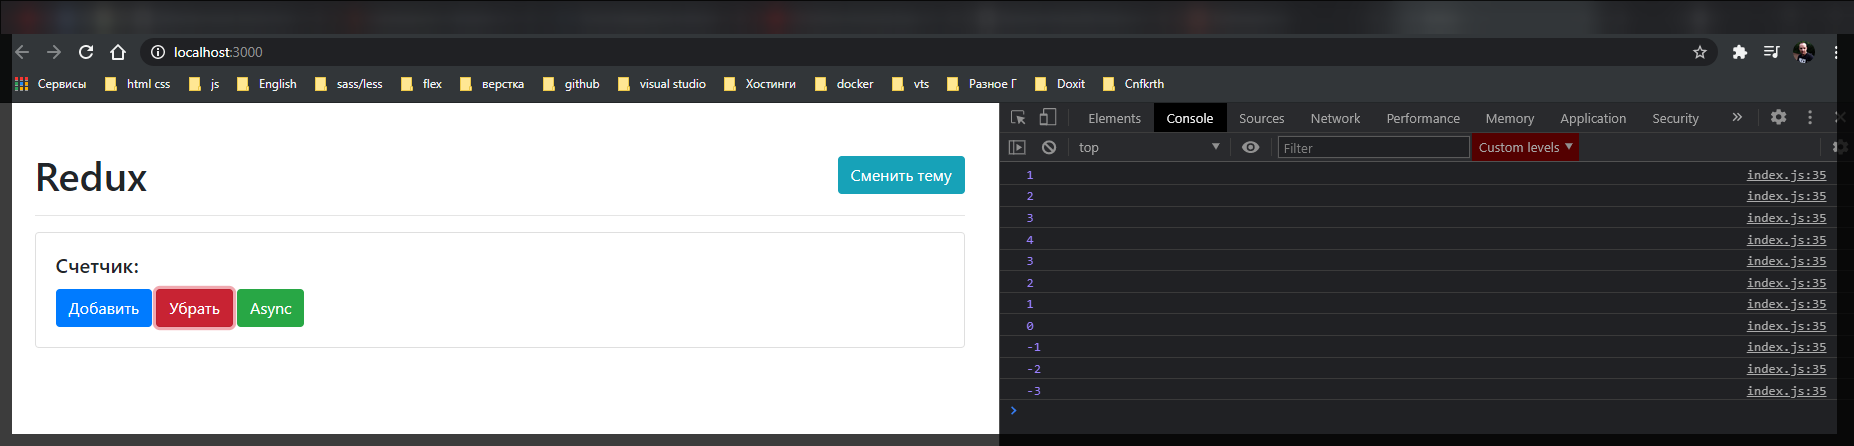 localhost:3000
Сервисы html css js English sass/less flex верстка github visual studio Хостинги docker vts Разное Г Doxit Cnfkrth
Redux
Сменить тему
Счетчик:
Добавить Убрать Async
Elements Console Sources Network Performance Memory Application Security »
top ▼ Filter Custom levels ▼
1 index.js:35
2 index.js:35
3 index.js:35
4 index.js:35
3 index.js:35
2 index.js:35
1 index.js:35
0 index.js:35
-1 index.js:35
-2 index.js:35
-3 index.js:35